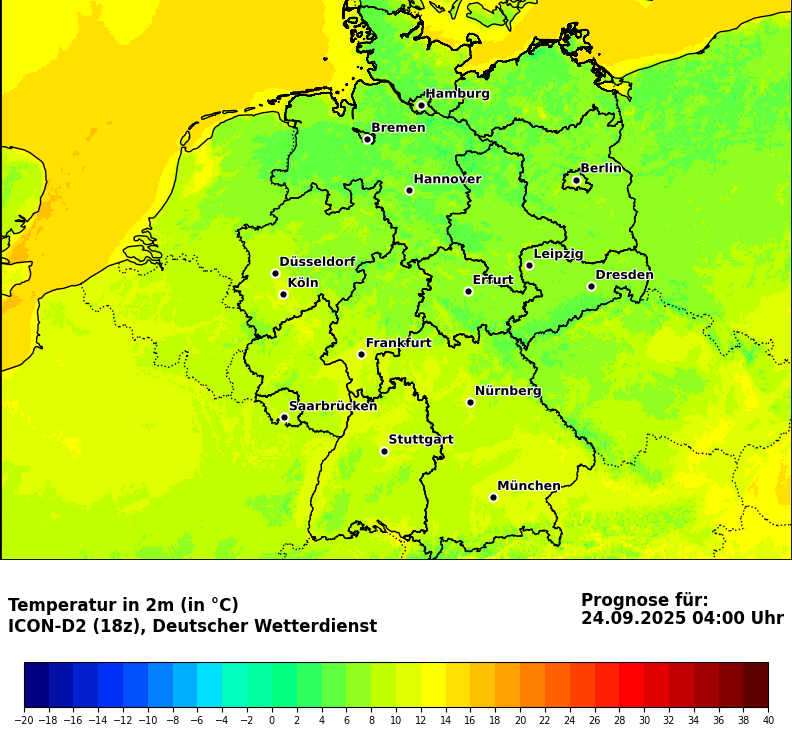 Hamburg
Bremen
Berlin
Hannover
Leipzig
Düsseldorf
Dresden
Köln
Erfurt
Frankfurt
Nürnberg
Saarbrücken
Stuttgart
München
Temperatur in 2m (in °C)
ICON-D2 (18z), Deutscher Wetterdienst
Prognose für:
24.09.2025 04:00 Uhr
−20 −18 −16 −14 −12 −10 −8 −6 −4 −2 0 2 4 6 8 10 12 14 16 18 20 22 24 26 28 30 32 34 36 38 40